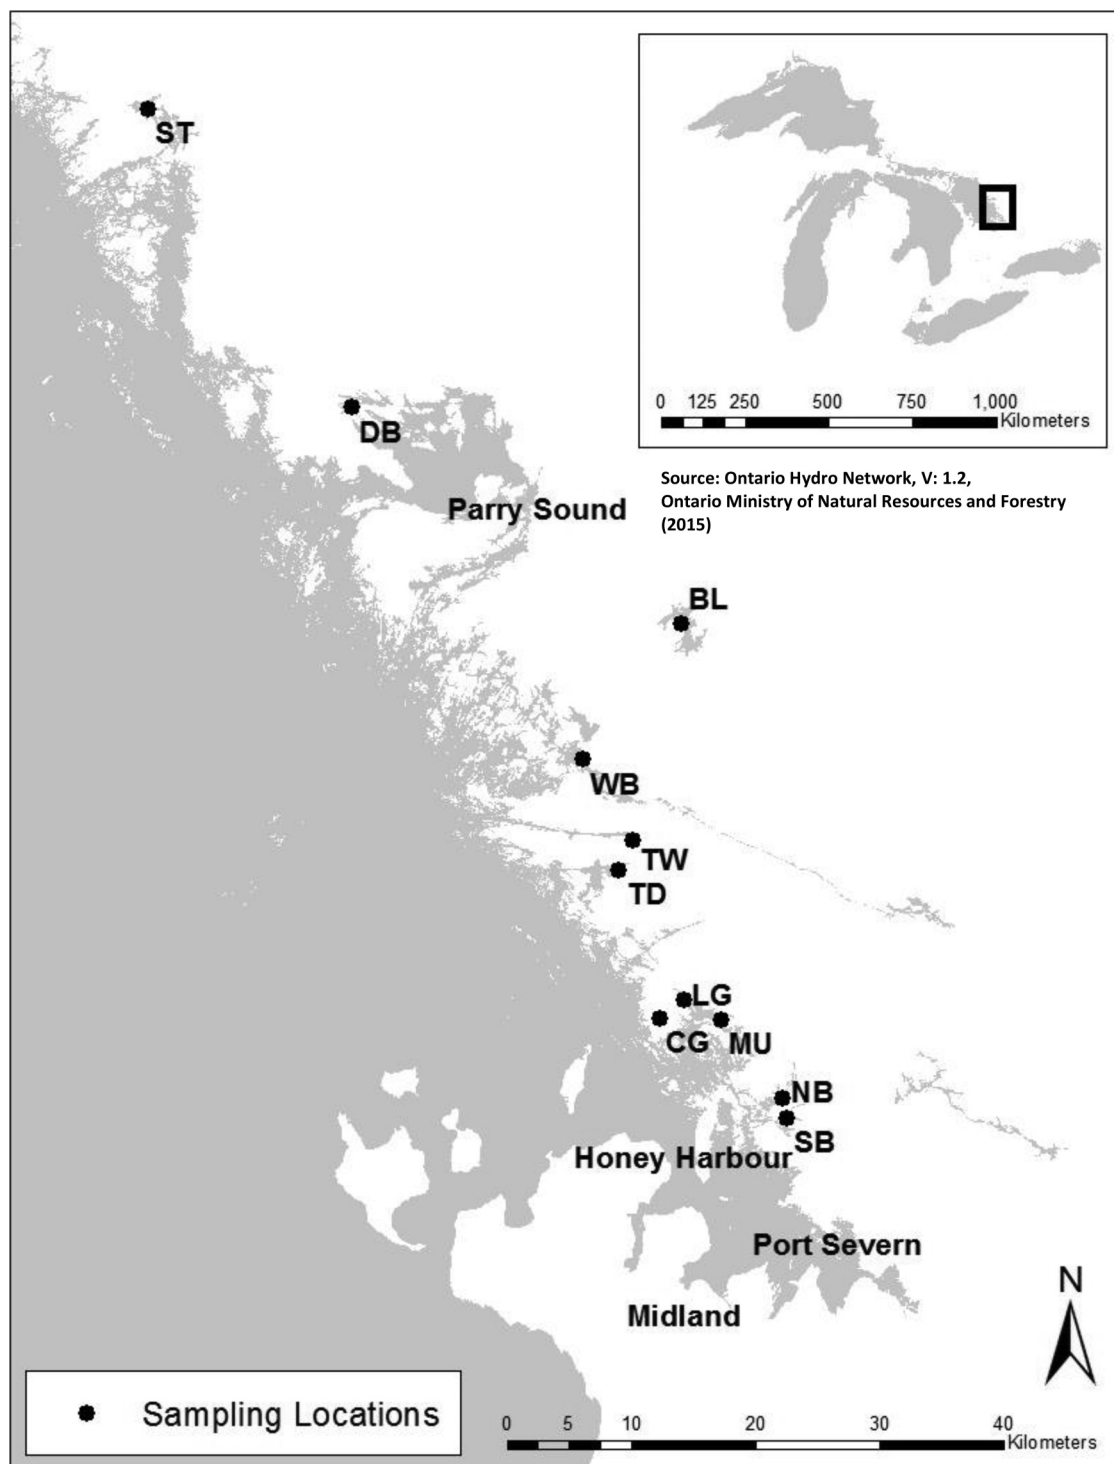 ST
0 125 250 500 750 1,000
Kilometers
DB
Source: Ontario Hydro Network, V: 1.2,
Ontario Ministry of Natural Resources and Forestry
(2015)
Parry Sound
BL
WB
TW
TD
LG
CG
MU
NB
SB
Honey Harbour
Port Severn
Midland
N
Sampling Locations
0 5 10 20 30 40
Kilometers